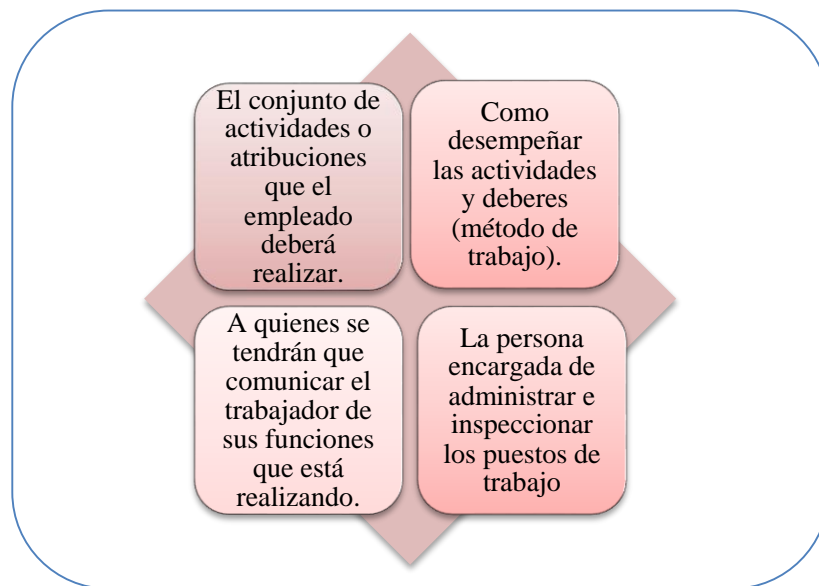 El conjunto de
actividades o
atribuciones
que el
empleado
deberá
realizar.
Como
desempeñar
las actividades
y deberes
(método de
trabajo).
A quienes se
tendrán que
comunicar el
trabajador de
sus funciones
que está
realizando.
La persona
encargada de
administrar e
inspeccionar
los puestos de
trabajo